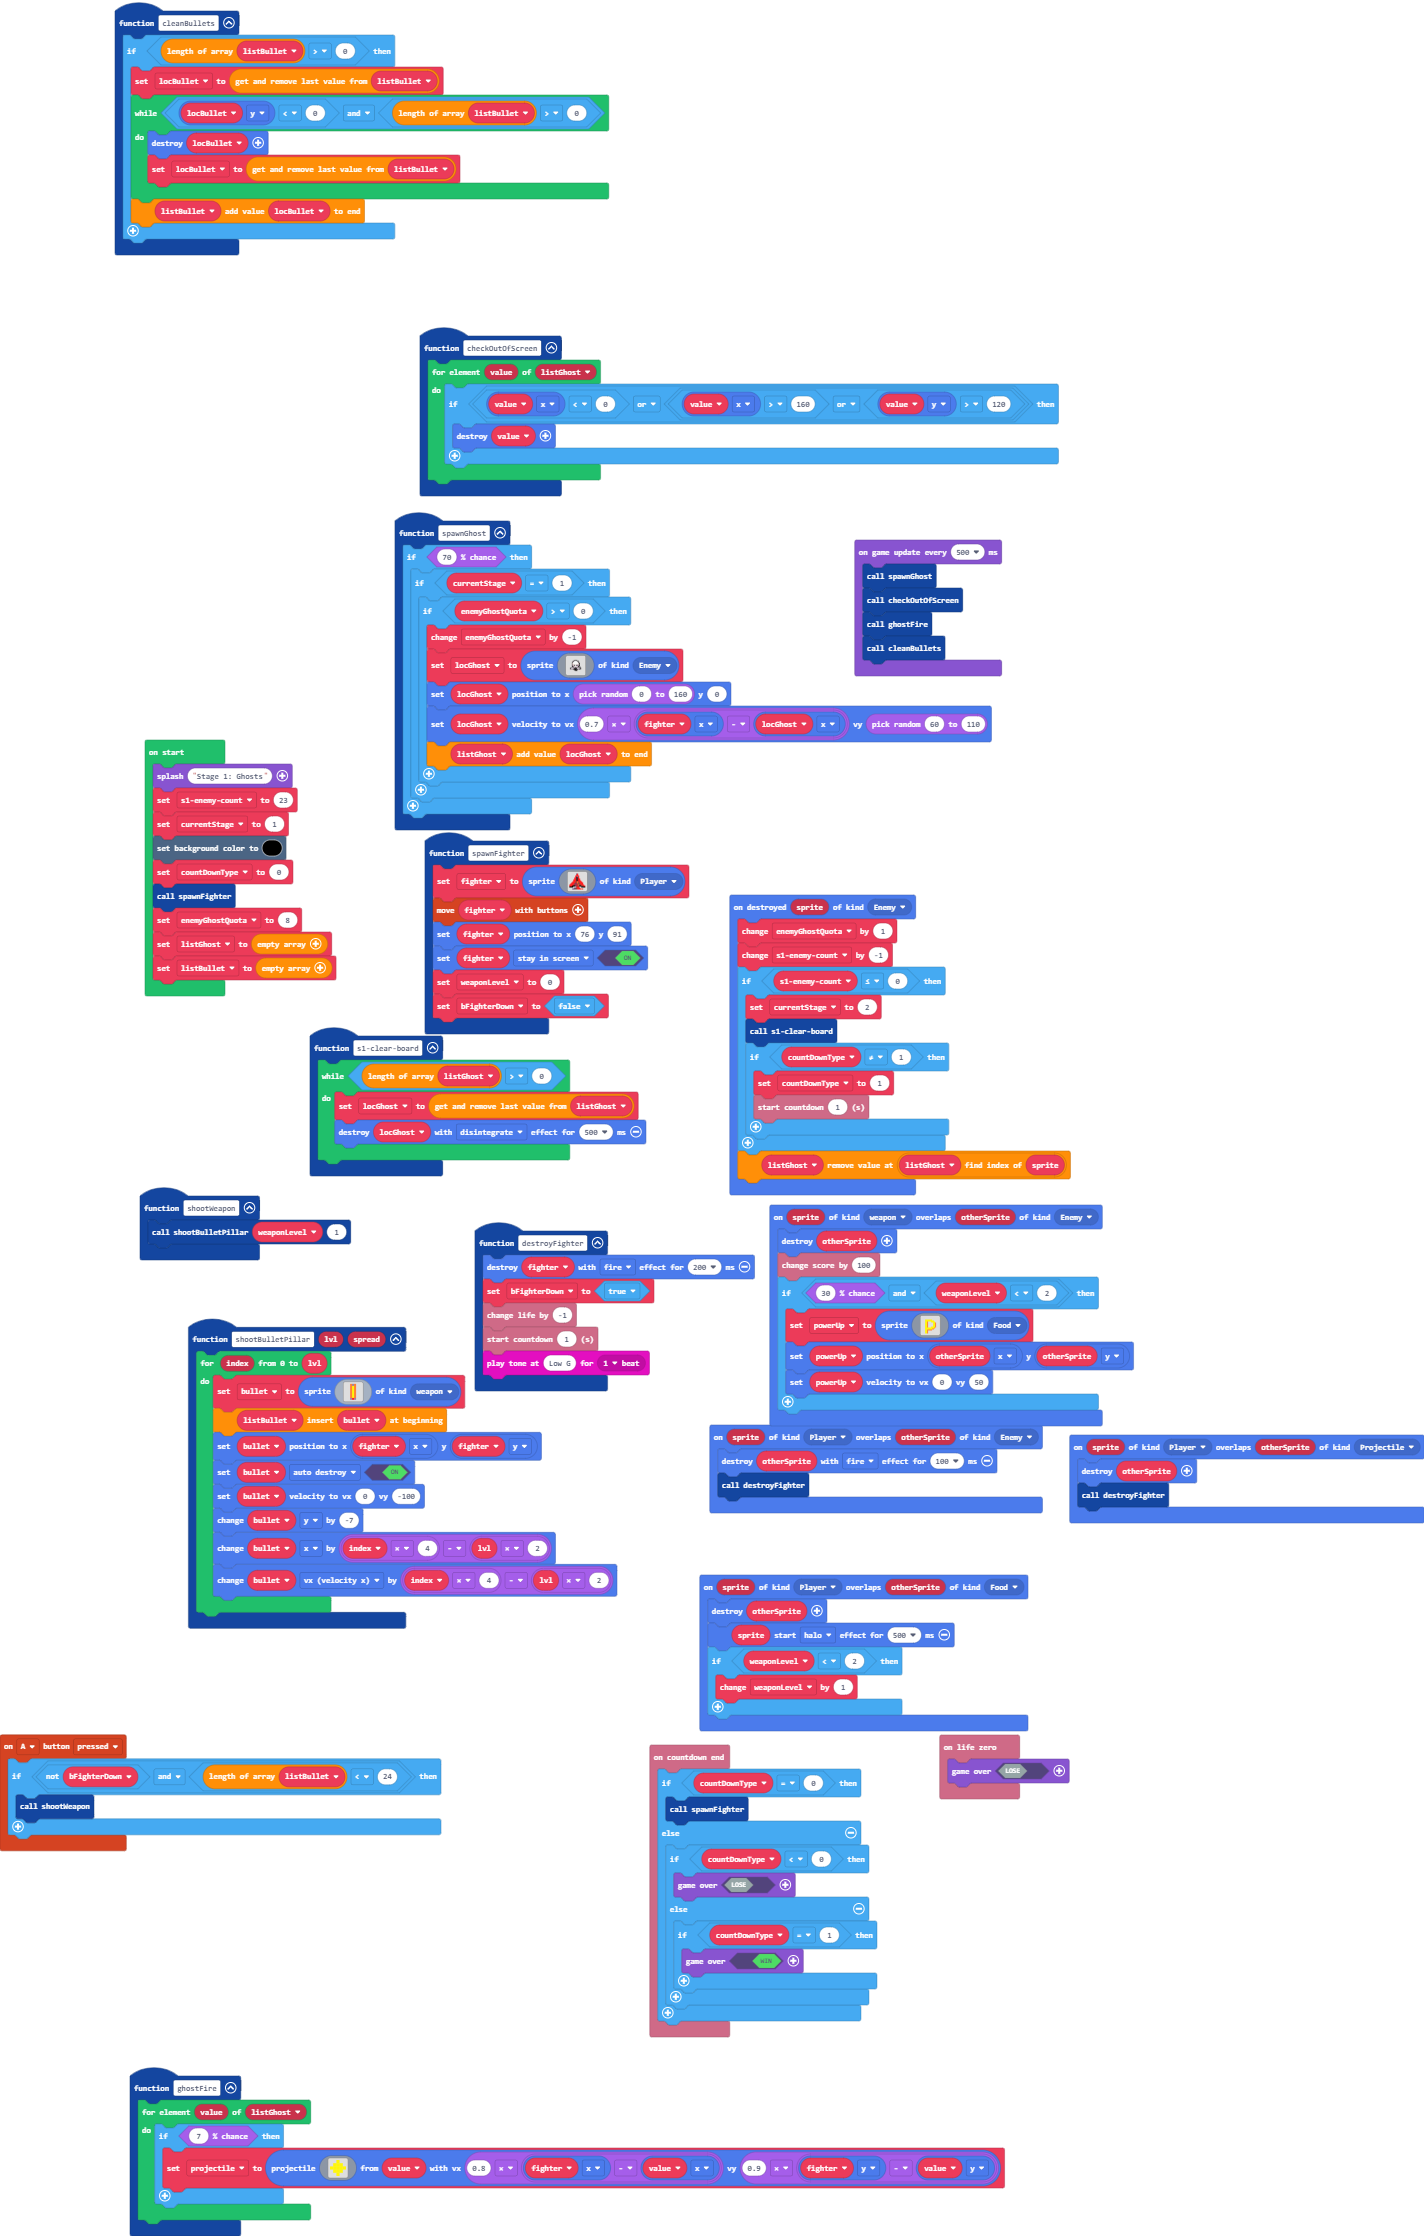 function cleanBullets
if length of array listBullet > 0 then
set locBullet to get and remove last value from listBullet
while locBullet y < 0 and length of array listBullet > 0
do
destroy locBullet
set locBullet to get and remove last value from listBullet
listBullet add value locBullet to end
function checkOutOfScreen
for element value of listGhost
do
if value x < 0 or value x > 160 or value y > 120 then
destroy value
function spawnGhost
if 70 % chance then
if currentStage = 1 then
if enemyGhostQuota > 0 then
change enemyGhostQuota by -1
set locGhost to sprite of kind Enemy
set locGhost position to x pick random 0 to 160 y 0
set locGhost velocity to vx 0.7 × fighter x - locGhost x vy pick random 60 to 110
listGhost add value locGhost to end
on game update every 500 ms
call spawnGhost
call checkOutOfScreen
call ghostFire
call cleanBullets
on start
splash "Stage 1: Ghosts"
set s1-enemy-count to 23
set currentStage to 1
set background color to
set countDownType to 0
call spawnFighter
set enemyGhostQuota to 8
set listGhost to empty array
set listBullet to empty array
function spawnFighter
set fighter to sprite of kind Player
move fighter with buttons
set fighter position to x 76 y 91
set fighter stay in screen ON
set weaponLevel to 0
set bFighterDown to false
on destroyed sprite of kind Enemy
change enemyGhostQuota by 1
change s1-enemy-count by -1
if s1-enemy-count ≤ 0 then
set currentStage to 2
call s1-clear-board
if countDownType ≠ 1 then
set countDownType to 1
start countdown 1 (s)
listGhost remove value at listGhost find index of sprite
function s1-clear-board
while length of array listGhost > 0
do
set locGhost to get and remove last value from listGhost
destroy locGhost with disintegrate effect for 500 ms
function shootWeapon
call shootBulletPillar weaponLevel 1
function destroyFighter
destroy fighter with fire effect for 200 ms
set bFighterDown to true
change life by -1
start countdown 1 (s)
play tone at Low G for 1 beat
on sprite of kind weapon overlaps otherSprite of kind Enemy
destroy otherSprite
change score by 100
if 30 % chance and weaponLevel < 2 then
set powerUp to sprite of kind Food
set powerUp position to x otherSprite x y otherSprite y
set powerUp velocity to vx 0 vy 50
function shootBulletPillar lvl spread
for index from 0 to lvl
do
set bullet to sprite of kind weapon
listBullet insert bullet at beginning
set bullet position to x fighter x y fighter y
set bullet auto destroy ON
set bullet velocity to vx 0 vy -100
change bullet y by -7
change bullet x by index × 4 - lvl × 2
change bullet vx (velocity x) by index × 4 - lvl × 2
on sprite of kind Player overlaps otherSprite of kind Enemy
destroy otherSprite with fire effect for 100 ms
call destroyFighter
on sprite of kind Player overlaps otherSprite of kind Projectile
destroy otherSprite
call destroyFighter
on sprite of kind Player overlaps otherSprite of kind Food
destroy otherSprite
sprite start halo effect for 500 ms
if weaponLevel < 2 then
change weaponLevel by 1
on A button pressed
if not bFighterDown and length of array listBullet < 24 then
call shootWeapon
on countdown end
if countDownType = 0 then
call spawnFighter
else
if countDownType < 0 then
game over LOSE
else
if countDownType = 1 then
game over WIN
on life zero
game over LOSE
function ghostFire
for element value of listGhost
do
if 7 % chance then
set projectile to projectile from value with vx 0.8 × fighter x - value x vy 0.9 × fighter y - value y